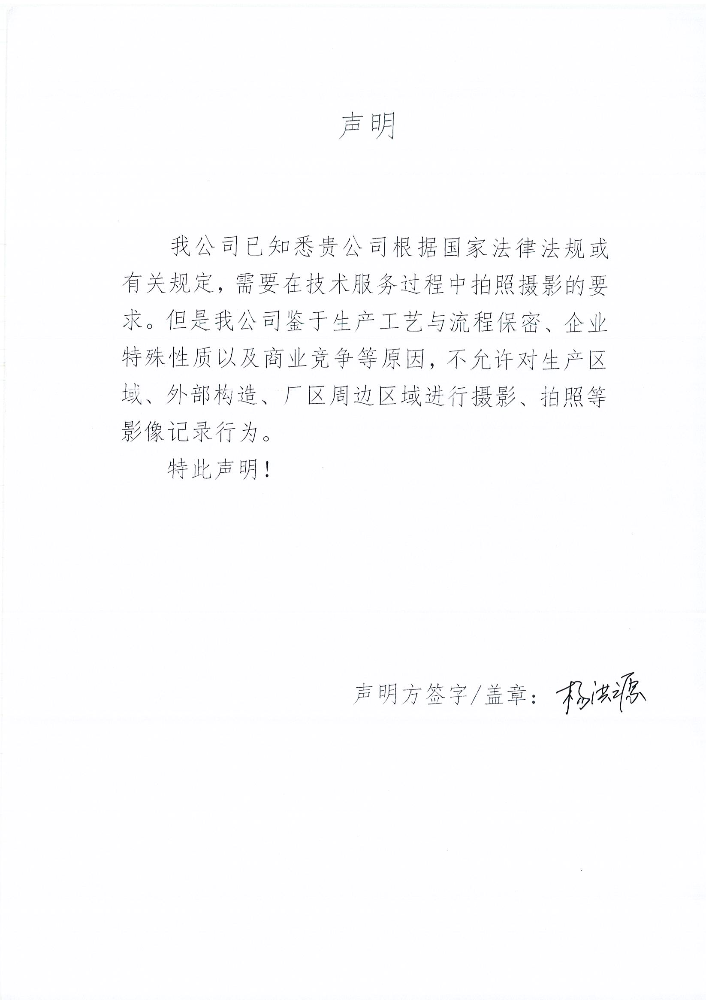 声明
我公司已知悉贵公司根据国家法律法规或
有关规定，需要在技术服务过程中拍照摄影的要
求。但是我公司鉴于生产工艺与流程保密、企业
特殊性质以及商业竞争等原因，不允许对生产区
域、外部构造、厂区周边区域进行摄影、拍照等
影像记录行为。
特此声明！
声明方签字/盖章：杨洪源